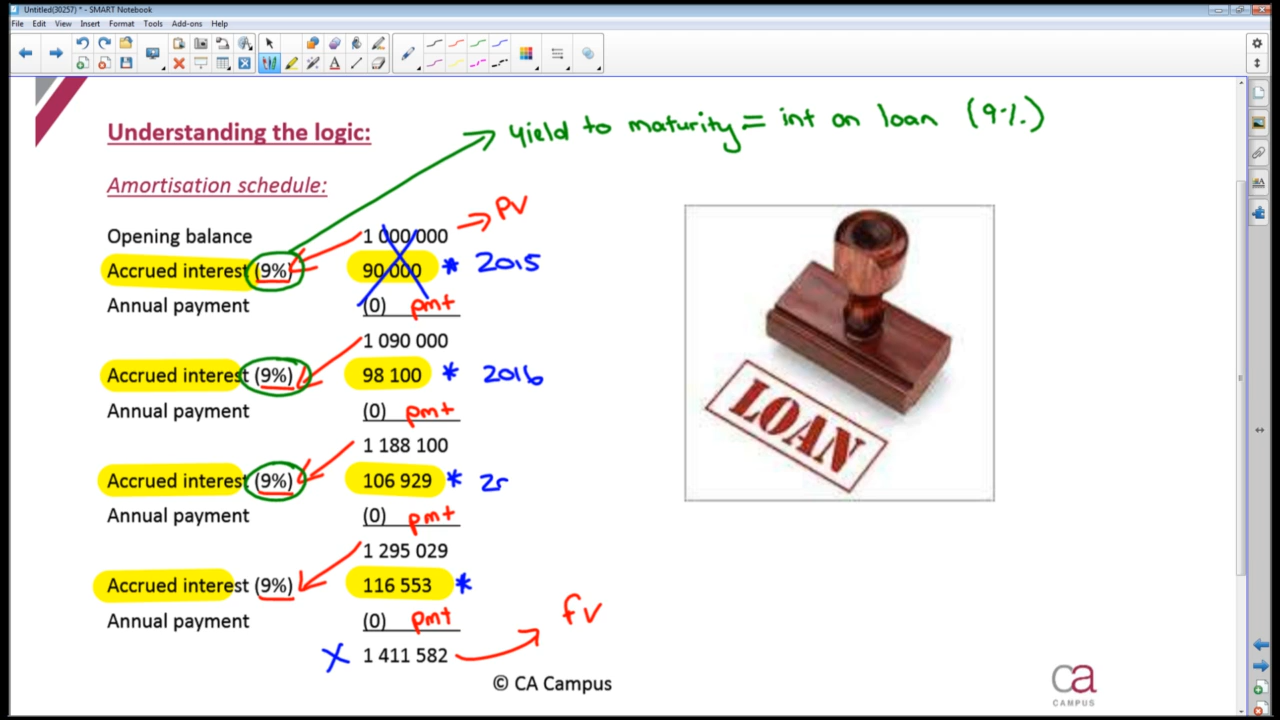 Untitled(30257) * - SMART Notebook
File Edit View Insert Format Tools Add-ons Help
Understanding the logic:
yield to maturity = int on loan (9%)
Amortisation schedule:
PV
Opening balance 1 000 000
Accrued interest (9%) 90 000 * 2015
Annual payment (0) pmt
1 090 000
Accrued interest (9%) 98 100 * 2016
Annual payment (0) pmt
1 188 100
Accrued interest (9%) 106 929 *
Annual payment (0) pmt
1 295 029
Accrued interest (9%) 116 553 *
Annual payment (0) pmt
fv
X 1 411 582
LOAN
© CA Campus
ca
CAMPUS